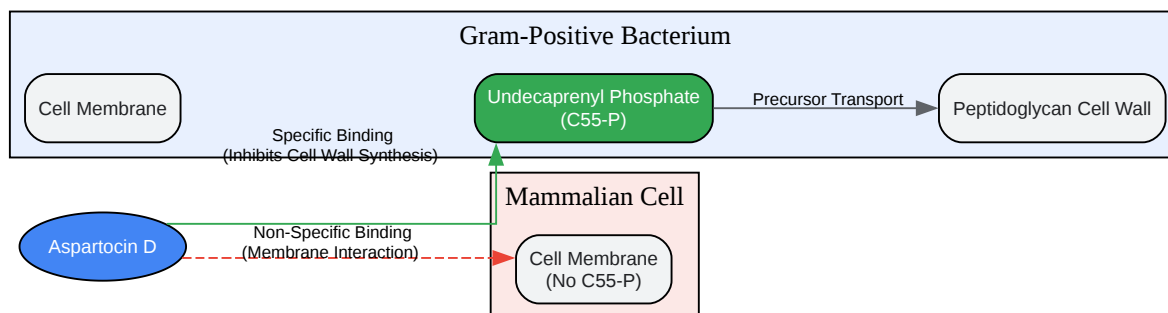 Gram-Positive Bacterium
Cell Membrane
Undecaprenyl Phosphate
(C55-P)
Precursor Transport
Peptidoglycan Cell Wall
Specific Binding
(Inhibits Cell Wall Synthesis)
Mammalian Cell
Aspartocin D
Non-Specific Binding
(Membrane Interaction)
Cell Membrane
(No C55-P)